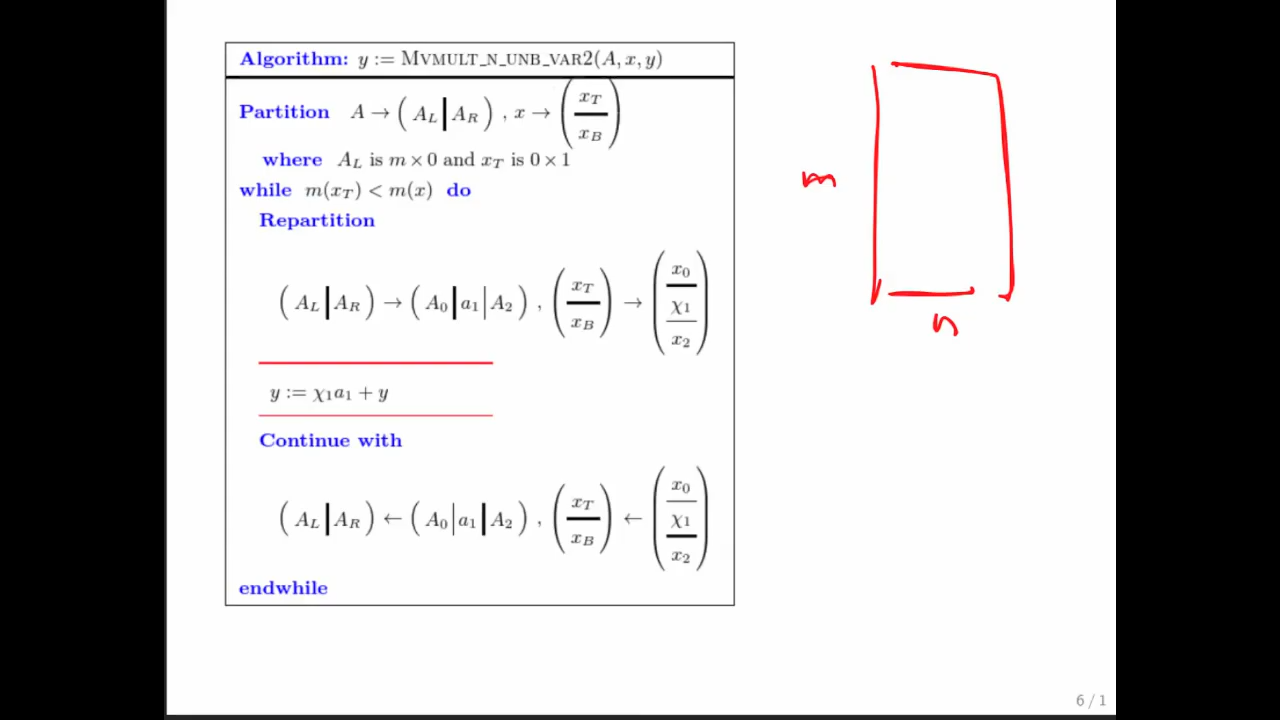 Algorithm: y := MVMULT_N_UNB_VAR2(A, x, y)
Partition A → ( A_L | A_R ) , x → ( x_T / x_B )
where A_L is m × 0 and x_T is 0 × 1
while m(x_T) < m(x) do
Repartition
( A_L | A_R ) → ( A_0 | a_1 | A_2 ) , ( x_T / x_B ) → ( x_0 / χ_1 / x_2 )
y := χ_1 a_1 + y
Continue with
( A_L | A_R ) ← ( A_0 | a_1 | A_2 ) , ( x_T / x_B ) ← ( x_0 / χ_1 / x_2 )
endwhile
m
n
6 / 1